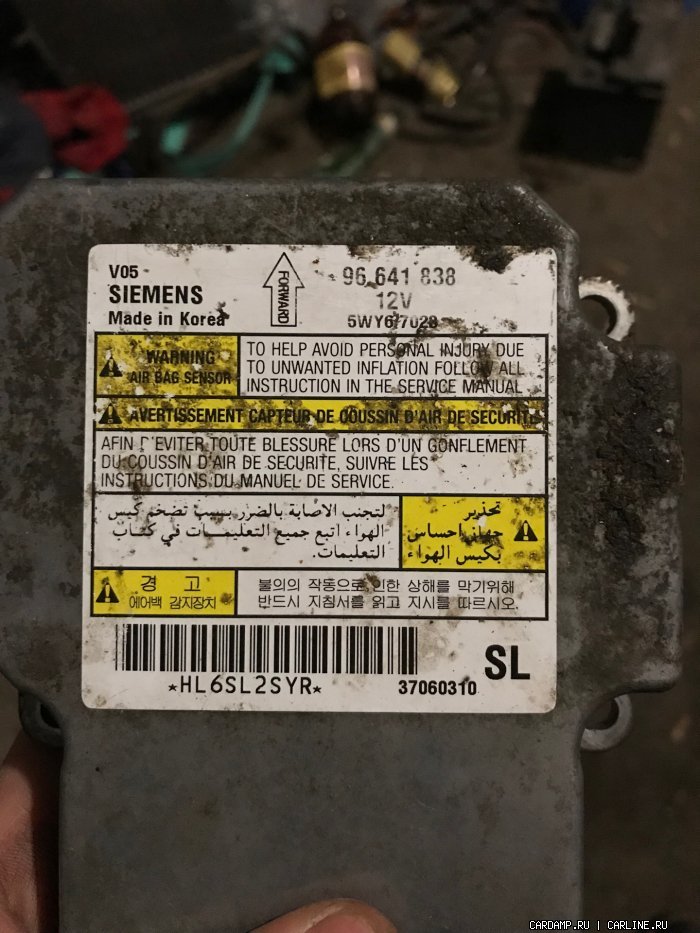 V05
SIEMENS
Made in Korea
FORWARD
96 641 838
12V
5WY6 7028
WARNING
AIR BAG SENSOR
TO HELP AVOID PERSONAL INJURY DUE
TO UNWANTED INFLATION FOLLOW ALL
INSTRUCTION IN THE SERVICE MANUAL
AVERTISSEMENT CAPTEUR DE COUSSIN D'AIR DE SECURITE
AFIN D'EVITER TOUTE BLESSURE LORS D'UN GONFLEMENT
DU COUSSIN D'AIR DE SECURITE, SUIVRE LES
INSTRUCTIONS DU MANUEL DE SERVICE.
تحذير
جهاز احساس
بكيس الهواء
لتجنب الاصابة بالضرر بسبب تضخم كيس
الهواء اتبع جميع التعليمات في كتاب
التعليمات.
경 고
에어백 감지장치
불의의 작동으로 인한 상해를 막기위해
반드시 지침서를 읽고 지시를 따르시오.
*HL6SL2SYR*
37060310
SL
CARDAMP.RU | CARLINE.RU